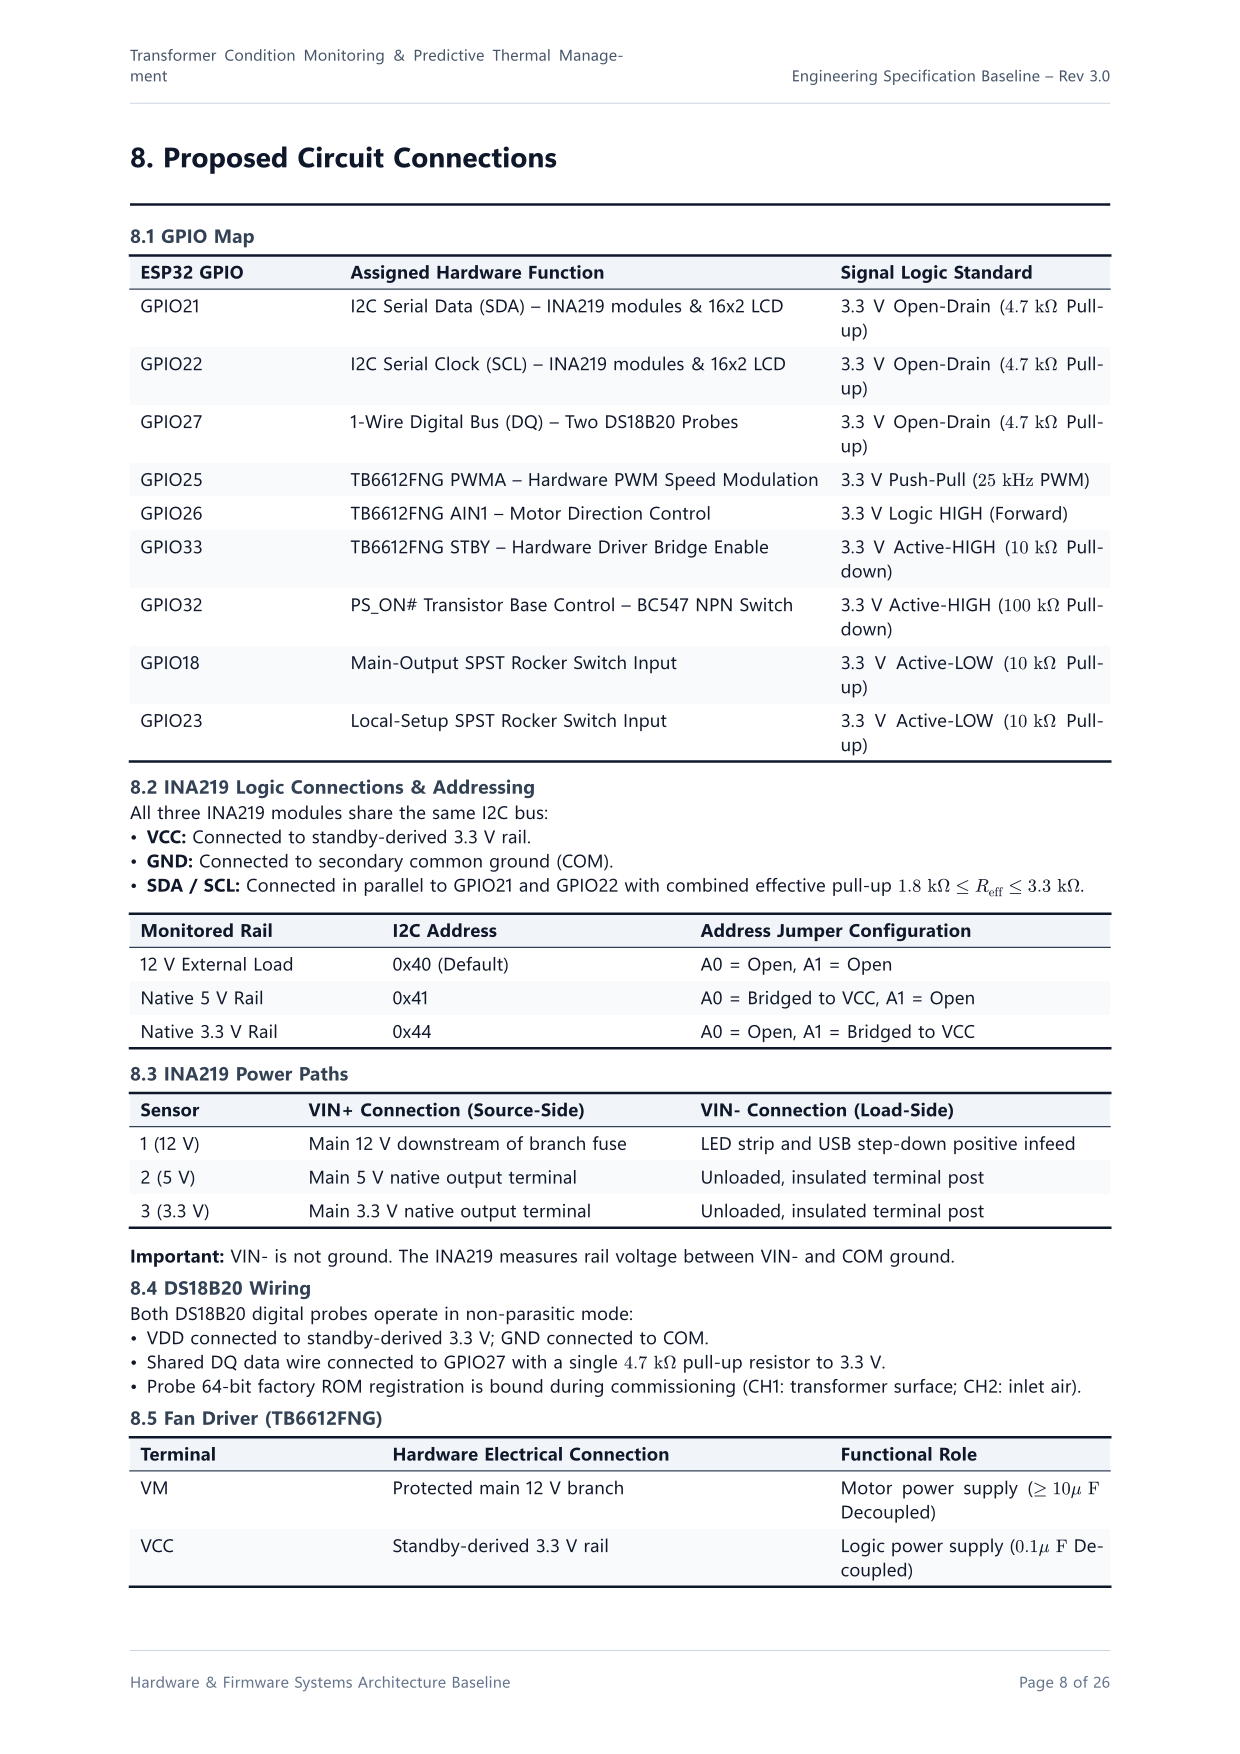 Transformer Condition Monitoring & Predictive Thermal Manage-
ment
Engineering Specification Baseline – Rev 3.0
8. Proposed Circuit Connections
8.1 GPIO Map
ESP32 GPIO Assigned Hardware Function Signal Logic Standard
GPIO21 I2C Serial Data (SDA) – INA219 modules & 16x2 LCD 3.3 V Open-Drain (4.7 kΩ Pull-
up)
GPIO22 I2C Serial Clock (SCL) – INA219 modules & 16x2 LCD 3.3 V Open-Drain (4.7 kΩ Pull-
up)
GPIO27 1-Wire Digital Bus (DQ) – Two DS18B20 Probes 3.3 V Open-Drain (4.7 kΩ Pull-
up)
GPIO25 TB6612FNG PWMA – Hardware PWM Speed Modulation 3.3 V Push-Pull (25 kHz PWM)
GPIO26 TB6612FNG AIN1 – Motor Direction Control 3.3 V Logic HIGH (Forward)
GPIO33 TB6612FNG STBY – Hardware Driver Bridge Enable 3.3 V Active-HIGH (10 kΩ Pull-
down)
GPIO32 PS_ON# Transistor Base Control – BC547 NPN Switch 3.3 V Active-HIGH (100 kΩ Pull-
down)
GPIO18 Main-Output SPST Rocker Switch Input 3.3 V Active-LOW (10 kΩ Pull-
up)
GPIO23 Local-Setup SPST Rocker Switch Input 3.3 V Active-LOW (10 kΩ Pull-
up)
8.2 INA219 Logic Connections & Addressing
All three INA219 modules share the same I2C bus:
• VCC: Connected to standby-derived 3.3 V rail.
• GND: Connected to secondary common ground (COM).
• SDA / SCL: Connected in parallel to GPIO21 and GPIO22 with combined effective pull-up 1.8 kΩ ≤ R_eff ≤ 3.3 kΩ.
Monitored Rail I2C Address Address Jumper Configuration
12 V External Load 0x40 (Default) A0 = Open, A1 = Open
Native 5 V Rail 0x41 A0 = Bridged to VCC, A1 = Open
Native 3.3 V Rail 0x44 A0 = Open, A1 = Bridged to VCC
8.3 INA219 Power Paths
Sensor VIN+ Connection (Source-Side) VIN- Connection (Load-Side)
1 (12 V) Main 12 V downstream of branch fuse LED strip and USB step-down positive infeed
2 (5 V) Main 5 V native output terminal Unloaded, insulated terminal post
3 (3.3 V) Main 3.3 V native output terminal Unloaded, insulated terminal post
Important: VIN- is not ground. The INA219 measures rail voltage between VIN- and COM ground.
8.4 DS18B20 Wiring
Both DS18B20 digital probes operate in non-parasitic mode:
• VDD connected to standby-derived 3.3 V; GND connected to COM.
• Shared DQ data wire connected to GPIO27 with a single 4.7 kΩ pull-up resistor to 3.3 V.
• Probe 64-bit factory ROM registration is bound during commissioning (CH1: transformer surface; CH2: inlet air).
8.5 Fan Driver (TB6612FNG)
Terminal Hardware Electrical Connection Functional Role
VM Protected main 12 V branch Motor power supply (≥ 10μ F
Decoupled)
VCC Standby-derived 3.3 V rail Logic power supply (0.1μ F De-
coupled)
Hardware & Firmware Systems Architecture Baseline
Page 8 of 26